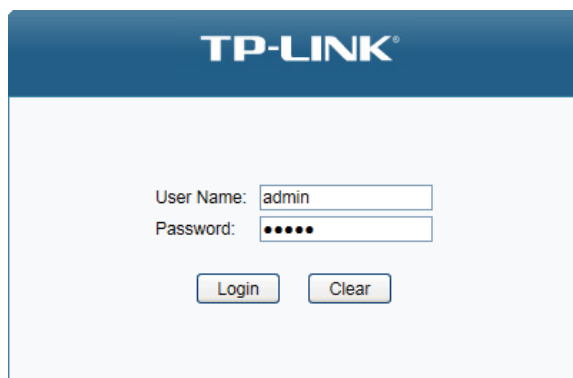 TP-LINK®
User Name: admin
Password: •••••
Login Clear